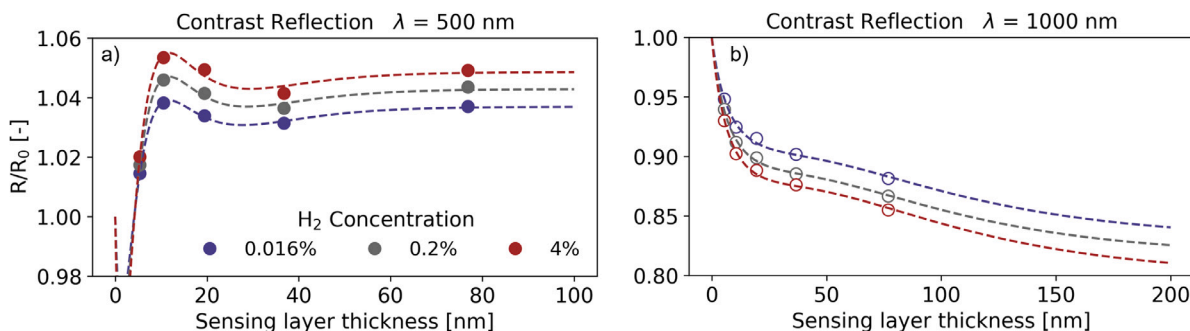 Contrast Reflection λ = 500 nm
a)
R/R0 [-]
1.06
1.04
1.02
1.00
0.98
H2 Concentration
0.016% 0.2% 4%
0 20 40 60 80 100
Sensing layer thickness [nm]
Contrast Reflection λ = 1000 nm
b)
1.00
0.95
0.90
0.85
0.80
0 50 100 150 200
Sensing layer thickness [nm]